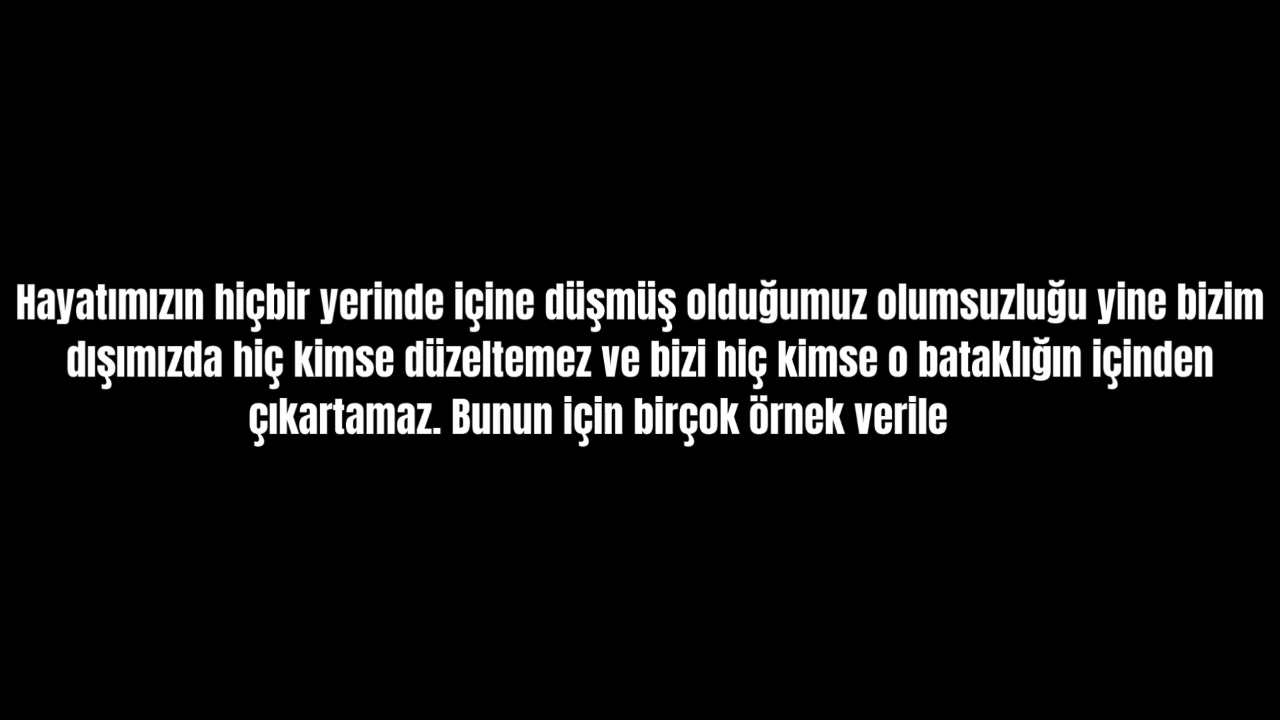 Hayatımızın hiçbir yerinde içine düşmüş olduğumuz olumsuzluğu yine bizim
dışımızda hiç kimse düzeltemez ve bizi hiç kimse o bataklığın içinden
çıkartamaz. Bunun için birçok örnek verile